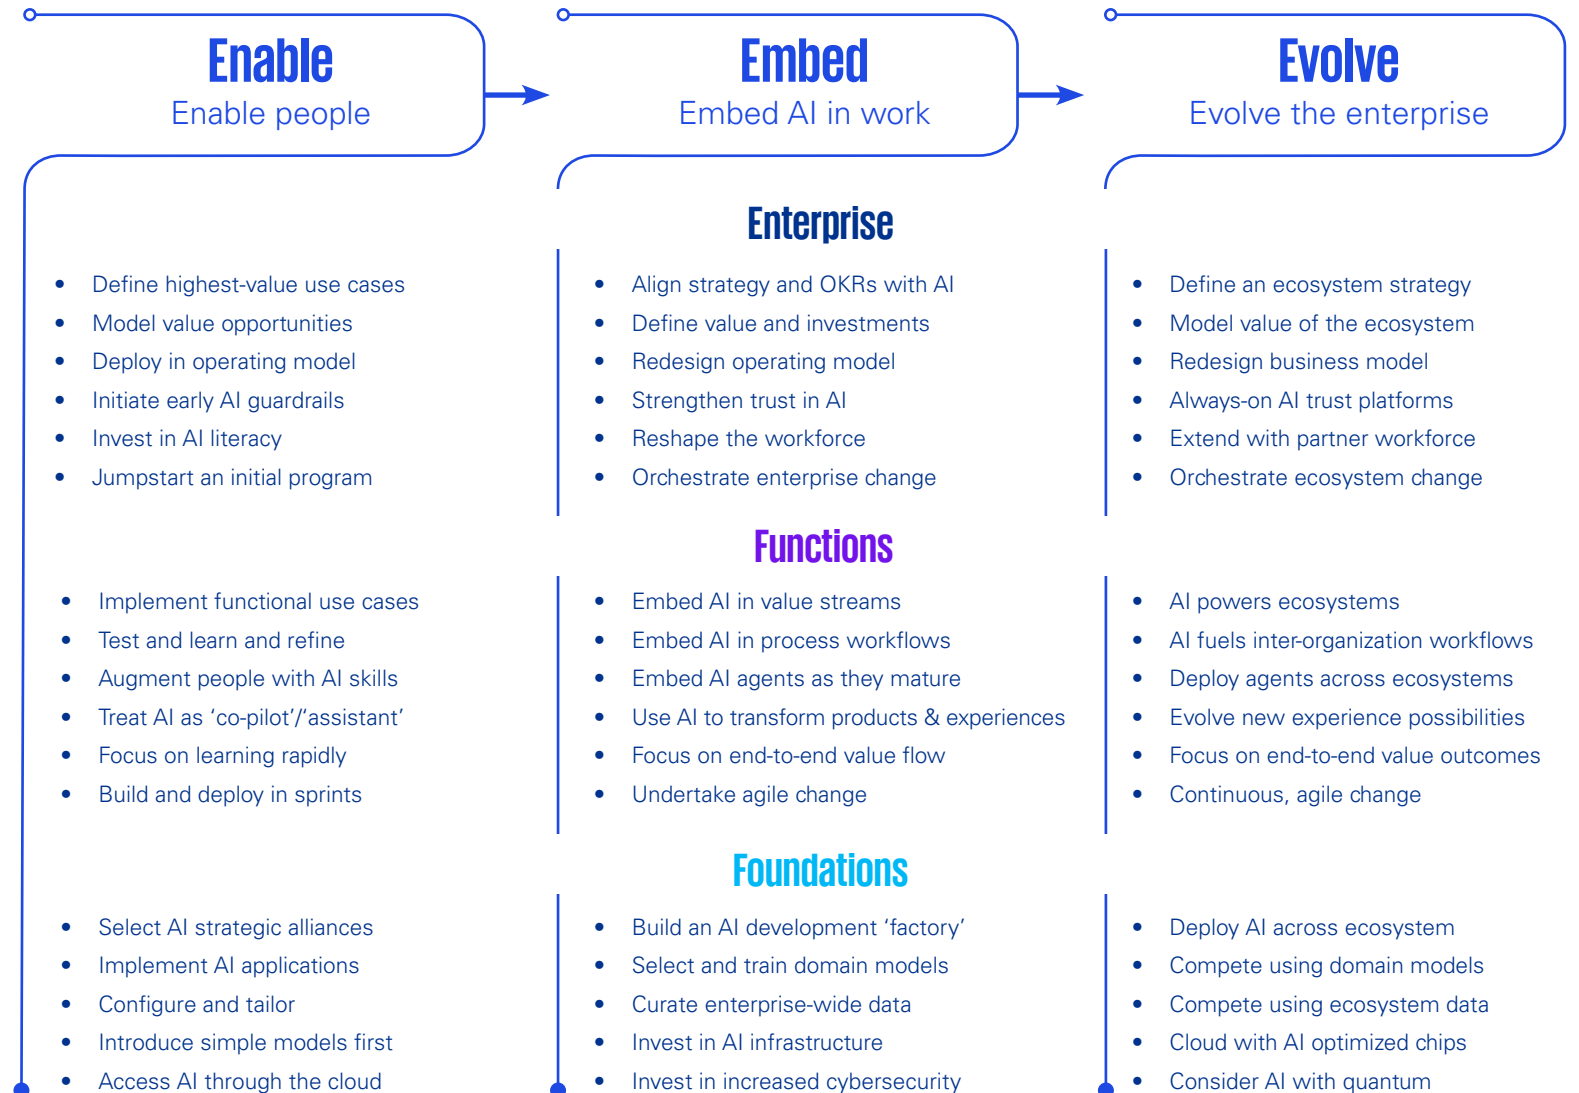 Enable
Enable people
Embed
Embed AI in work
Evolve
Evolve the enterprise
Enterprise
• Define highest-value use cases
• Model value opportunities
• Deploy in operating model
• Initiate early AI guardrails
• Invest in AI literacy
• Jumpstart an initial program
• Align strategy and OKRs with AI
• Define value and investments
• Redesign operating model
• Strengthen trust in AI
• Reshape the workforce
• Orchestrate enterprise change
• Define an ecosystem strategy
• Model value of the ecosystem
• Redesign business model
• Always-on AI trust platforms
• Extend with partner workforce
• Orchestrate ecosystem change
Functions
• Implement functional use cases
• Test and learn and refine
• Augment people with AI skills
• Treat AI as ‘co-pilot’/‘assistant’
• Focus on learning rapidly
• Build and deploy in sprints
• Embed AI in value streams
• Embed AI in process workflows
• Embed AI agents as they mature
• Use AI to transform products & experiences
• Focus on end-to-end value flow
• Undertake agile change
• AI powers ecosystems
• AI fuels inter-organization workflows
• Deploy agents across ecosystems
• Evolve new experience possibilities
• Focus on end-to-end value outcomes
• Continuous, agile change
Foundations
• Select AI strategic alliances
• Implement AI applications
• Configure and tailor
• Introduce simple models first
• Access AI through the cloud
• Build an AI development ‘factory’
• Select and train domain models
• Curate enterprise-wide data
• Invest in AI infrastructure
• Invest in increased cybersecurity
• Deploy AI across ecosystem
• Compete using domain models
• Compete using ecosystem data
• Cloud with AI optimized chips
• Consider AI with quantum